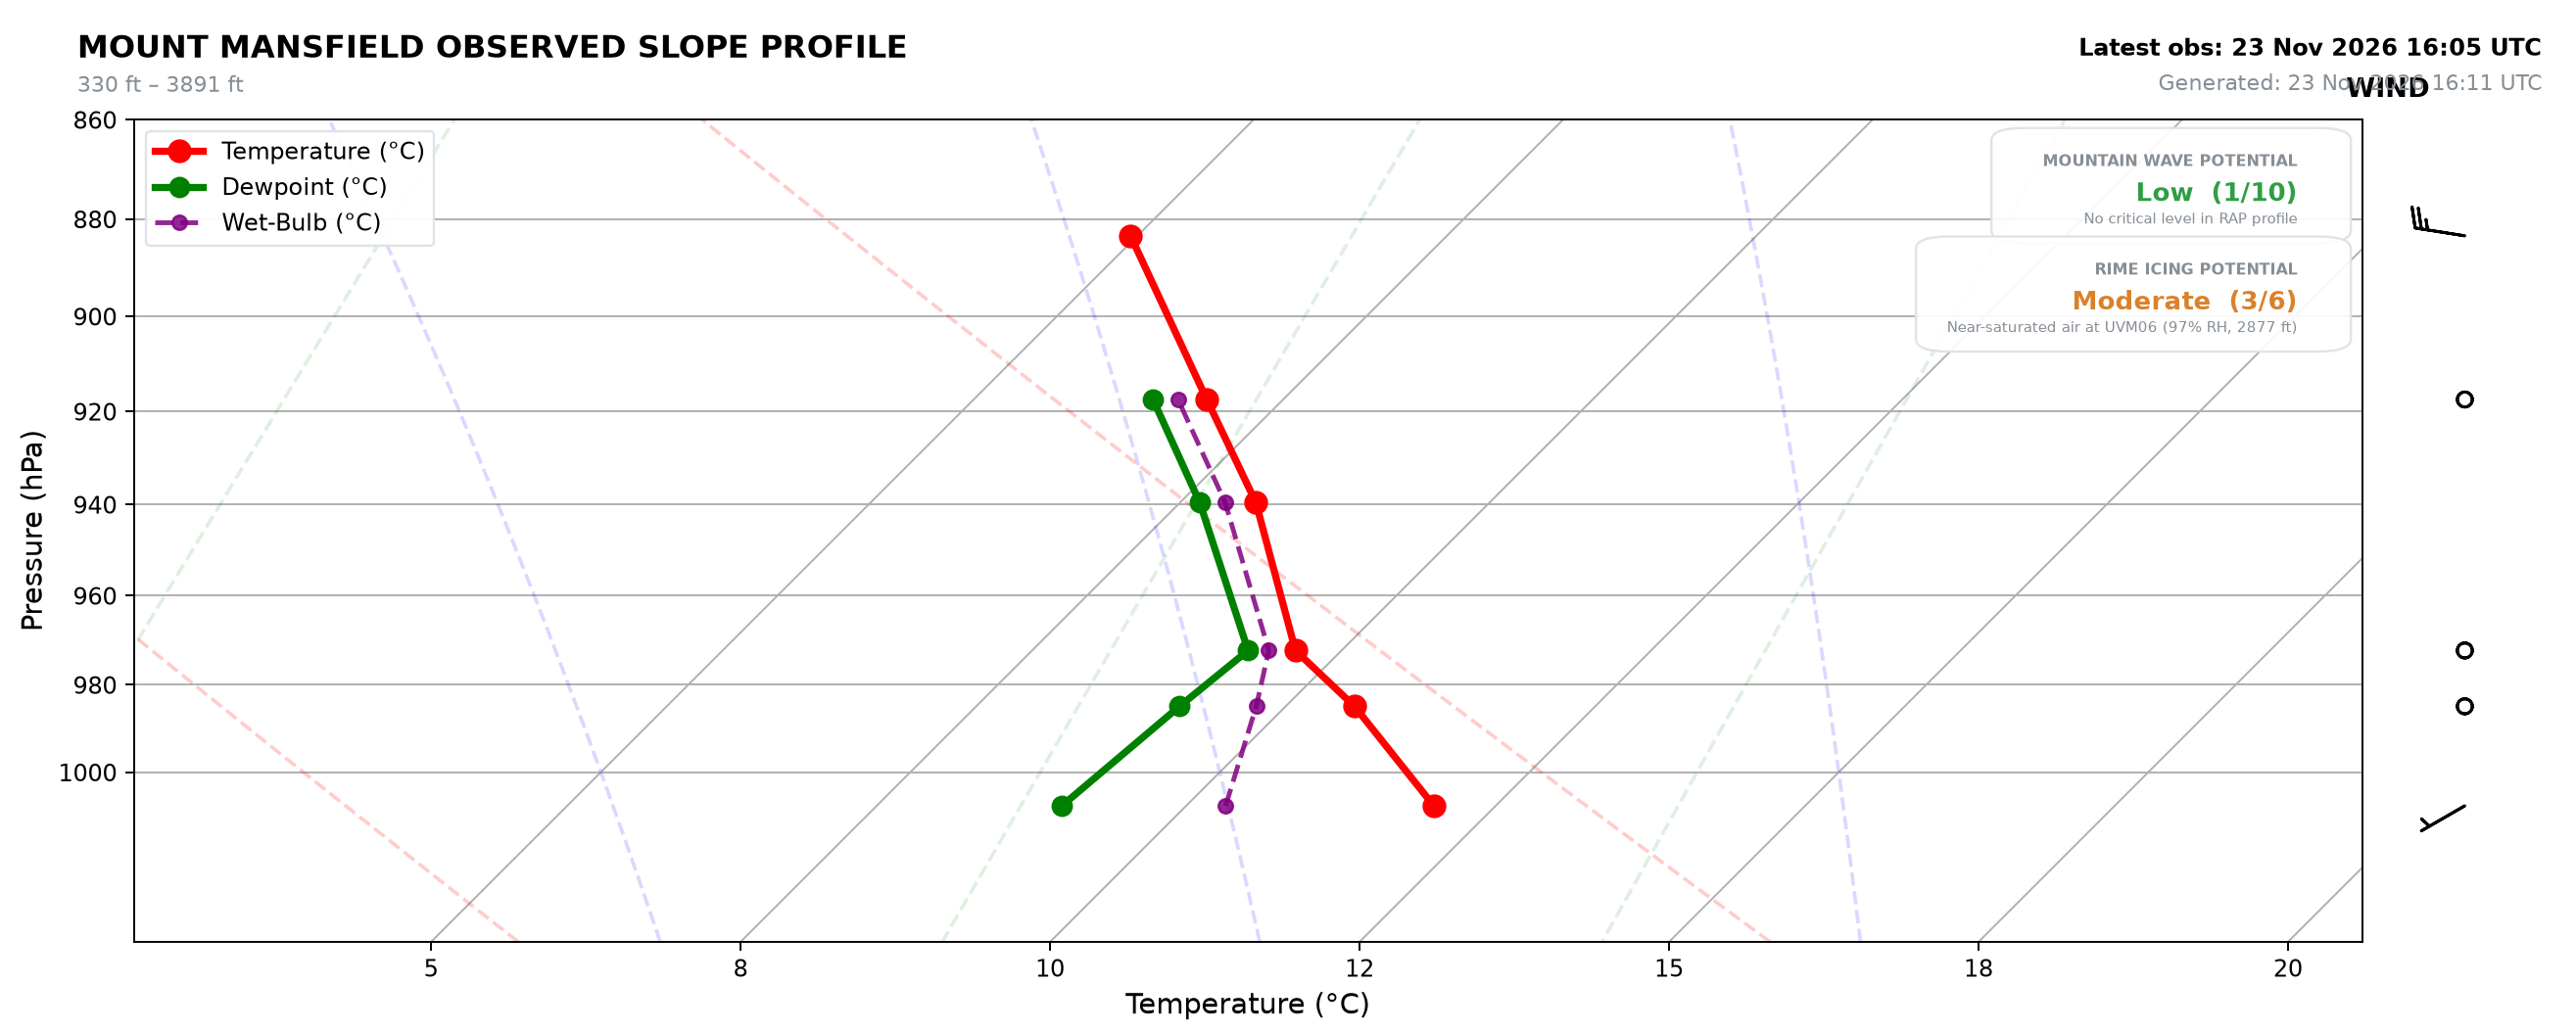 MOUNT MANSFIELD OBSERVED SLOPE PROFILE
330 ft – 3891 ft
Latest obs: 23 Nov 2026 16:05 UTC
Generated: 23 Nov 2026 16:11 UTC
WIND
Temperature (°C)
Dewpoint (°C)
Wet-Bulb (°C)
MOUNTAIN WAVE POTENTIAL
Low (1/10)
No critical level in RAP profile
RIME ICING POTENTIAL
Moderate (3/6)
Near-saturated air at UVM06 (97% RH, 2877 ft)
Pressure (hPa)
860
880
900
920
940
960
980
1000
5 8 10 12 15 18 20
Temperature (°C)